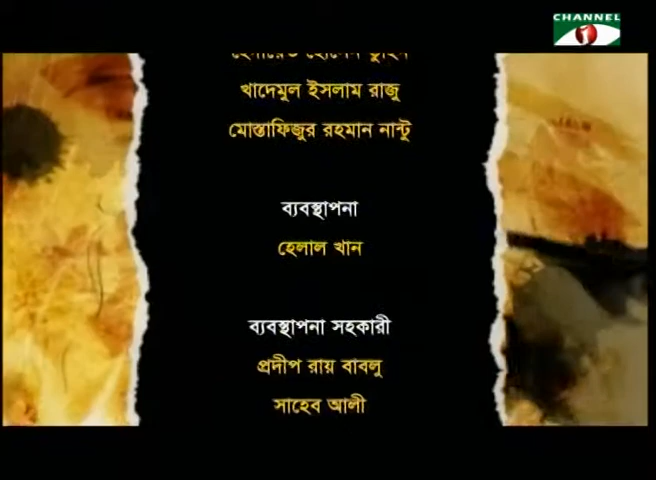 CHANNEL
i
হেদায়েত হোসেন তুহিন
খাদেমুল ইসলাম রাজু
মোস্তাফিজুর রহমান নান্টু
ব্যবস্থাপনা
হেলাল খান
ব্যবস্থাপনা সহকারী
প্রদীপ রায় বাবলু
সাহেব আলী